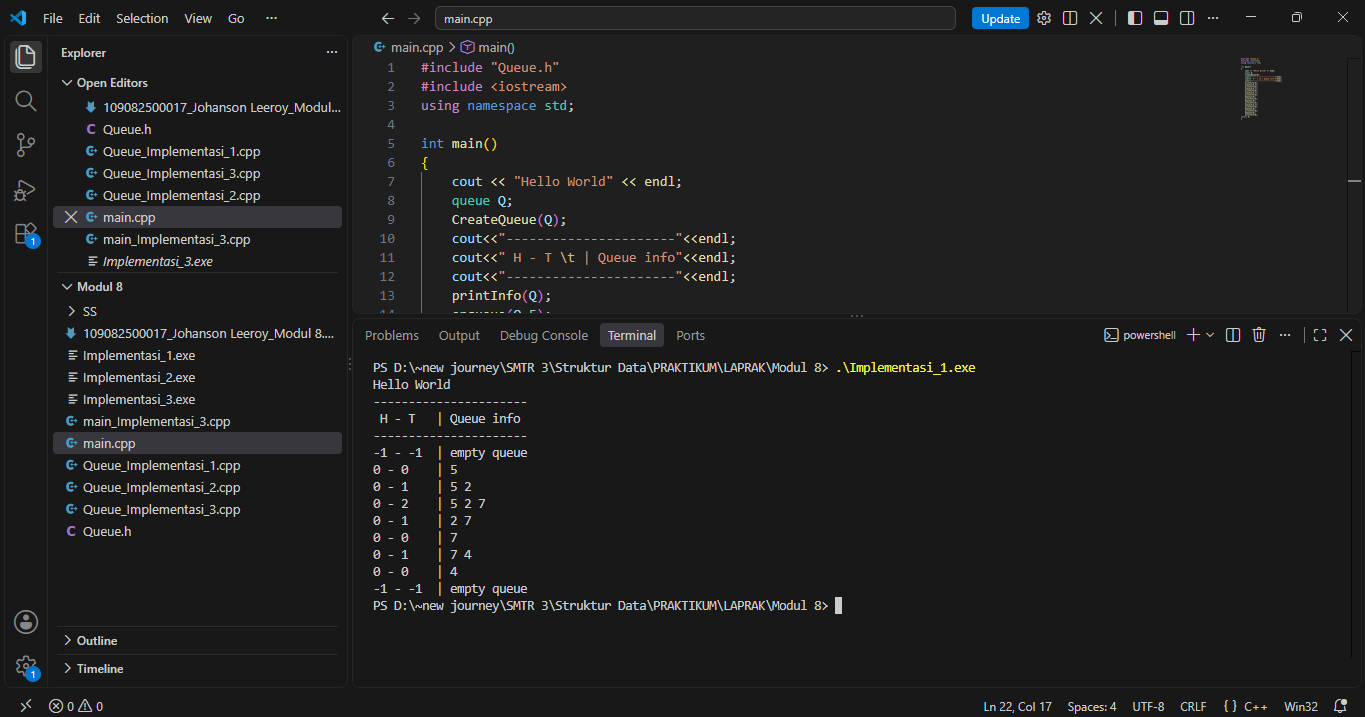 File Edit Selection View Go ···
main.cpp
Update
Explorer
Open Editors
109082500017_Johanson Leeroy_Modul...
Queue.h
Queue_Implementasi_1.cpp
Queue_Implementasi_3.cpp
Queue_Implementasi_2.cpp
main.cpp
main_Implementasi_3.cpp
Implementasi_3.exe
Modul 8
SS
109082500017_Johanson Leeroy_Modul 8....
Implementasi_1.exe
Implementasi_2.exe
Implementasi_3.exe
main_Implementasi_3.cpp
main.cpp
Queue_Implementasi_1.cpp
Queue_Implementasi_2.cpp
Queue_Implementasi_3.cpp
Queue.h
Outline
Timeline
1
1
main.cpp > main()
1 #include "Queue.h"
2 #include <iostream>
3 using namespace std;
4
5 int main()
6 {
7 cout << "Hello World" << endl;
8 queue Q;
9 CreateQueue(Q);
10 cout<<"----------------------"<<endl;
11 cout<<" H - T \t | Queue info"<<endl;
12 cout<<"----------------------"<<endl;
13 printInfo(Q);
Problems Output Debug Console Terminal Ports
powershell
PS D:\~new journey\SMTR 3\Struktur Data\PRAKTIKUM\LAPRAK\Modul 8> .\Implementasi_1.exe
Hello World
----------------------
H - T | Queue info
----------------------
-1 - -1 | empty queue
0 - 0 | 5
0 - 1 | 5 2
0 - 2 | 5 2 7
0 - 1 | 2 7
0 - 0 | 7
0 - 1 | 7 4
0 - 0 | 4
-1 - -1 | empty queue
PS D:\~new journey\SMTR 3\Struktur Data\PRAKTIKUM\LAPRAK\Modul 8>
0 0
Ln 22, Col 17 Spaces: 4 UTF-8 CRLF { } C++ Win32